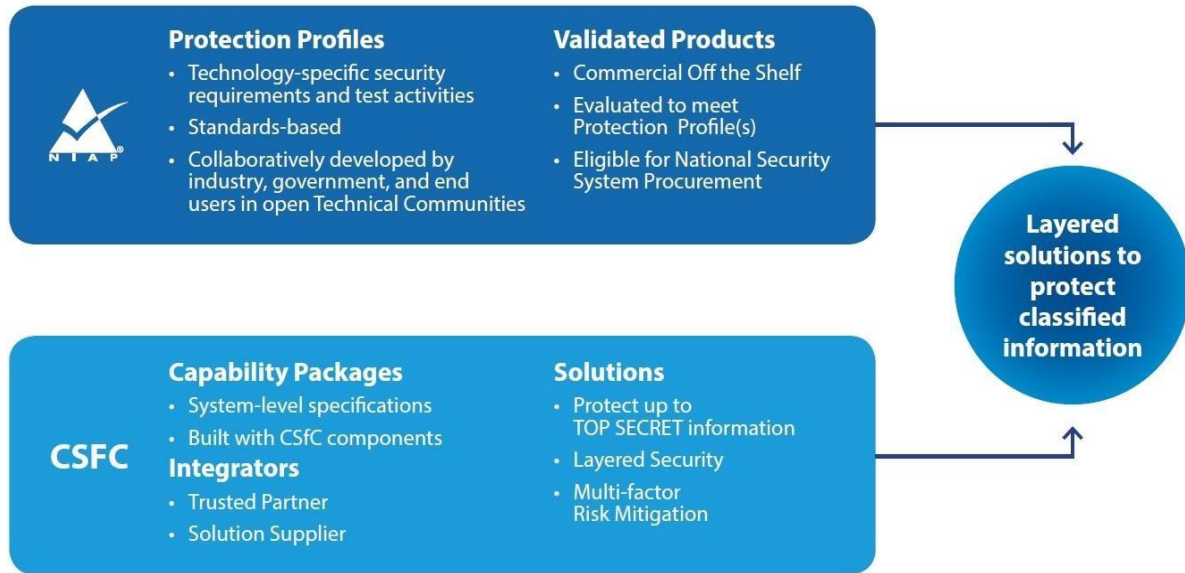 NIAP®
Protection Profiles
• Technology-specific security
requirements and test activities
• Standards-based
• Collaboratively developed by
industry, government, and end
users in open Technical Communities
Validated Products
• Commercial Off the Shelf
• Evaluated to meet
Protection Profile(s)
• Eligible for National Security
System Procurement
CSFC
Capability Packages
• System-level specifications
• Built with CSfC components
Integrators
• Trusted Partner
• Solution Supplier
Solutions
• Protect up to
TOP SECRET information
• Layered Security
• Multi-factor
Risk Mitigation
Layered
solutions to
protect
classified
information